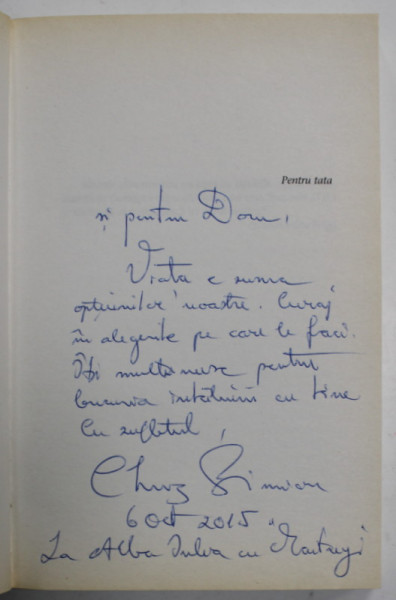 Pentru tata
și pentru Doru,
Viața e suma
opțiunilor noastre. Curaj
în alegerile pe care le faci.
Îți mulțumesc pentru
bucuria întâlnirii cu tine
Cu sufletul,
Simion
6 Oct 2015
La Alba Iulia cu